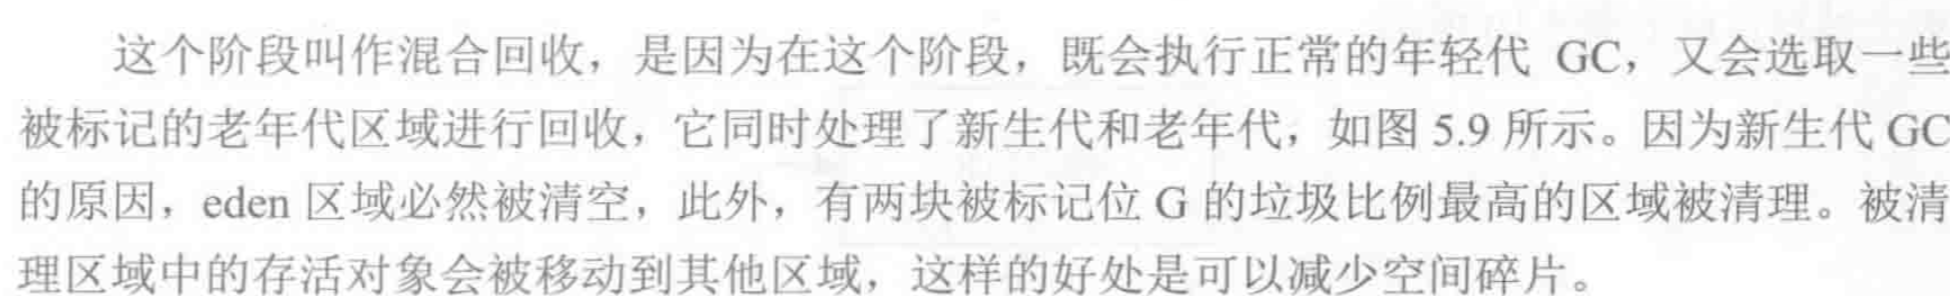 这个阶段叫作混合回收，是因为在这个阶段，既会执行正常的年轻代 GC，又会选取一些
被标记的老年代区域进行回收，它同时处理了新生代和老年代，如图 5.9 所示。因为新生代 GC
的原因，eden 区域必然被清空，此外，有两块被标记位 G 的垃圾比例最高的区域被清理。被清
理区域中的存活对象会被移动到其他区域，这样的好处是可以减少空间碎片。